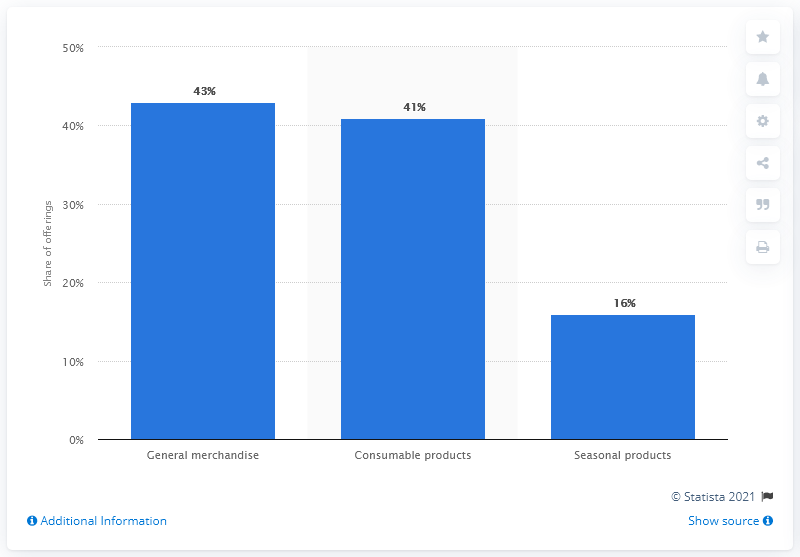 50%
40%
30%
20%
10%
0%
Share of offerings
43%
41%
16%
General merchandise
Consumable products
Seasonal products
© Statista 2021
Additional Information
Show source